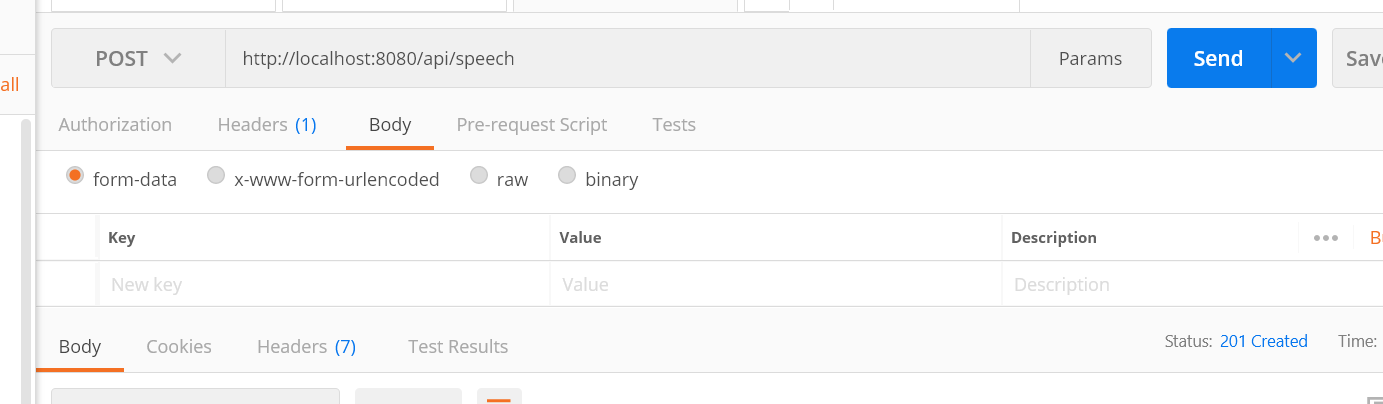 POST http://localhost:8080/api/speech Params Send
all
Authorization Headers (1) Body Pre-request Script Tests
form-data x-www-form-urlencoded raw binary
Key Value Description
New key Value Description
Body Cookies Headers (7) Test Results Status: 201 Created Time: